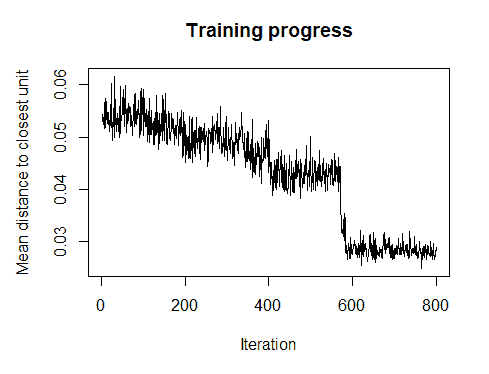 Training progress
Mean distance to closest unit
0.06
0.05
0.04
0.03
0 200 400 600 800
Iteration